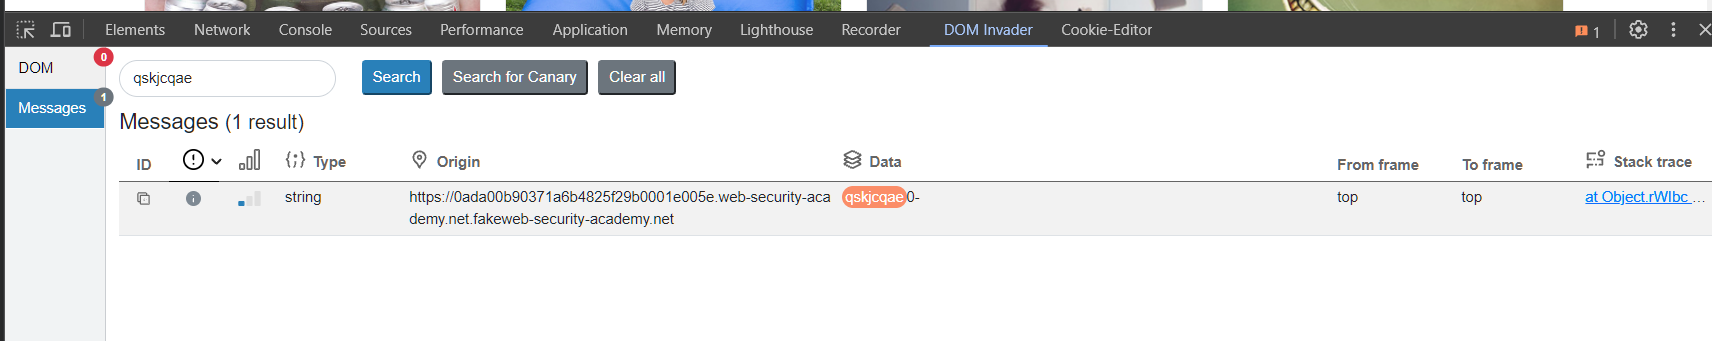 Elements Network Console Sources Performance Application Memory Lighthouse Recorder DOM Invader Cookie-Editor 1
DOM 0
Messages 1
qskjcqae Search Search for Canary Clear all
Messages (1 result)
ID Type Origin Data From frame To frame Stack trace
string https://0ada00b90371a6b4825f29b0001e005e.web-security-aca qskjcqae0- top top at Object.rWlbc ...
demy.net.fakeweb-security-academy.net